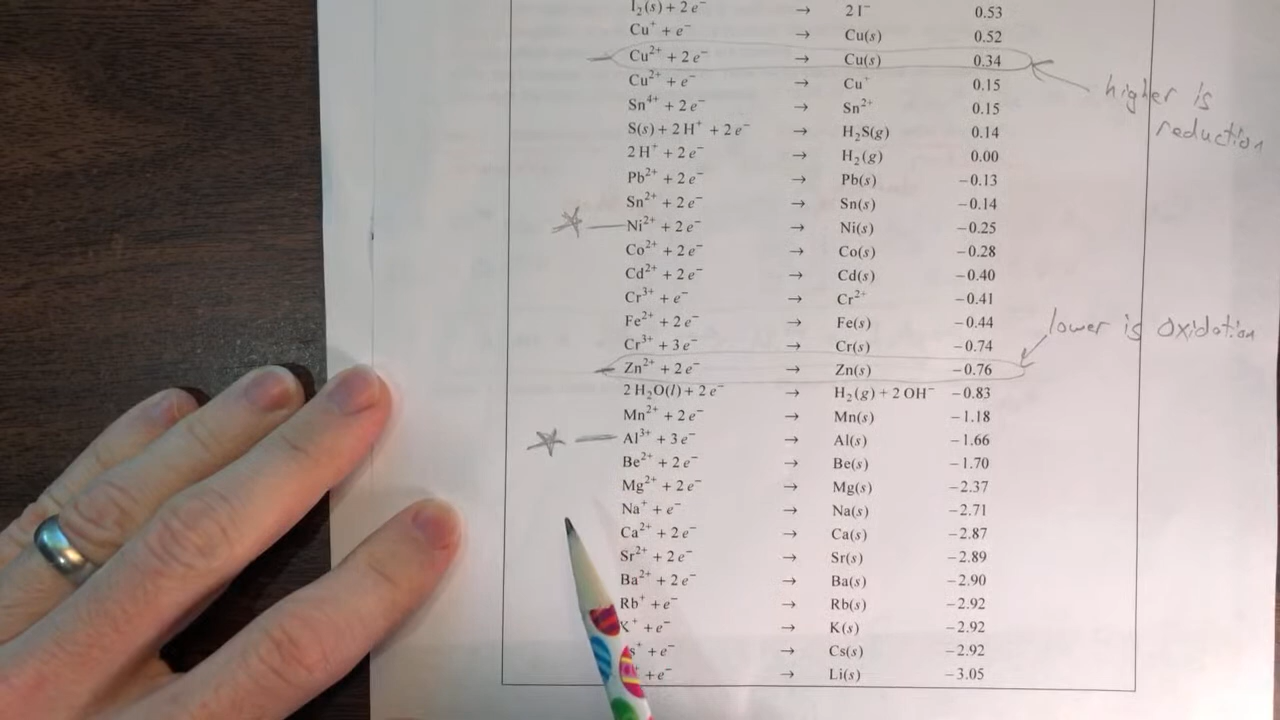 I₂(s) + 2 e⁻ → 2 I⁻ 0.53
Cu⁺ + e⁻ → Cu(s) 0.52
Cu²⁺ + 2 e⁻ → Cu(s) 0.34
Cu²⁺ + e⁻ → Cu⁺ 0.15
higher is
reduction
Sn⁴⁺ + 2 e⁻ → Sn²⁺ 0.15
S(s) + 2 H⁺ + 2 e⁻ → H₂S(g) 0.14
2 H⁺ + 2 e⁻ → H₂(g) 0.00
Pb²⁺ + 2 e⁻ → Pb(s) −0.13
Sn²⁺ + 2 e⁻ → Sn(s) −0.14
Ni²⁺ + 2 e⁻ → Ni(s) −0.25
Co²⁺ + 2 e⁻ → Co(s) −0.28
Cd²⁺ + 2 e⁻ → Cd(s) −0.40
Cr³⁺ + e⁻ → Cr²⁺ −0.41
Fe²⁺ + 2 e⁻ → Fe(s) −0.44
lower is oxidation
Cr³⁺ + 3 e⁻ → Cr(s) −0.74
Zn²⁺ + 2 e⁻ → Zn(s) −0.76
2 H₂O(l) + 2 e⁻ → H₂(g) + 2 OH⁻ −0.83
Mn²⁺ + 2 e⁻ → Mn(s) −1.18
Al³⁺ + 3 e⁻ → Al(s) −1.66
Be²⁺ + 2 e⁻ → Be(s) −1.70
Mg²⁺ + 2 e⁻ → Mg(s) −2.37
Na⁺ + e⁻ → Na(s) −2.71
Ca²⁺ + 2 e⁻ → Ca(s) −2.87
Sr²⁺ + 2 e⁻ → Sr(s) −2.89
Ba²⁺ + 2 e⁻ → Ba(s) −2.90
Rb⁺ + e⁻ → Rb(s) −2.92
K⁺ + e⁻ → K(s) −2.92
s⁺ + e⁻ → Cs(s) −2.92
+ e⁻ → Li(s) −3.05